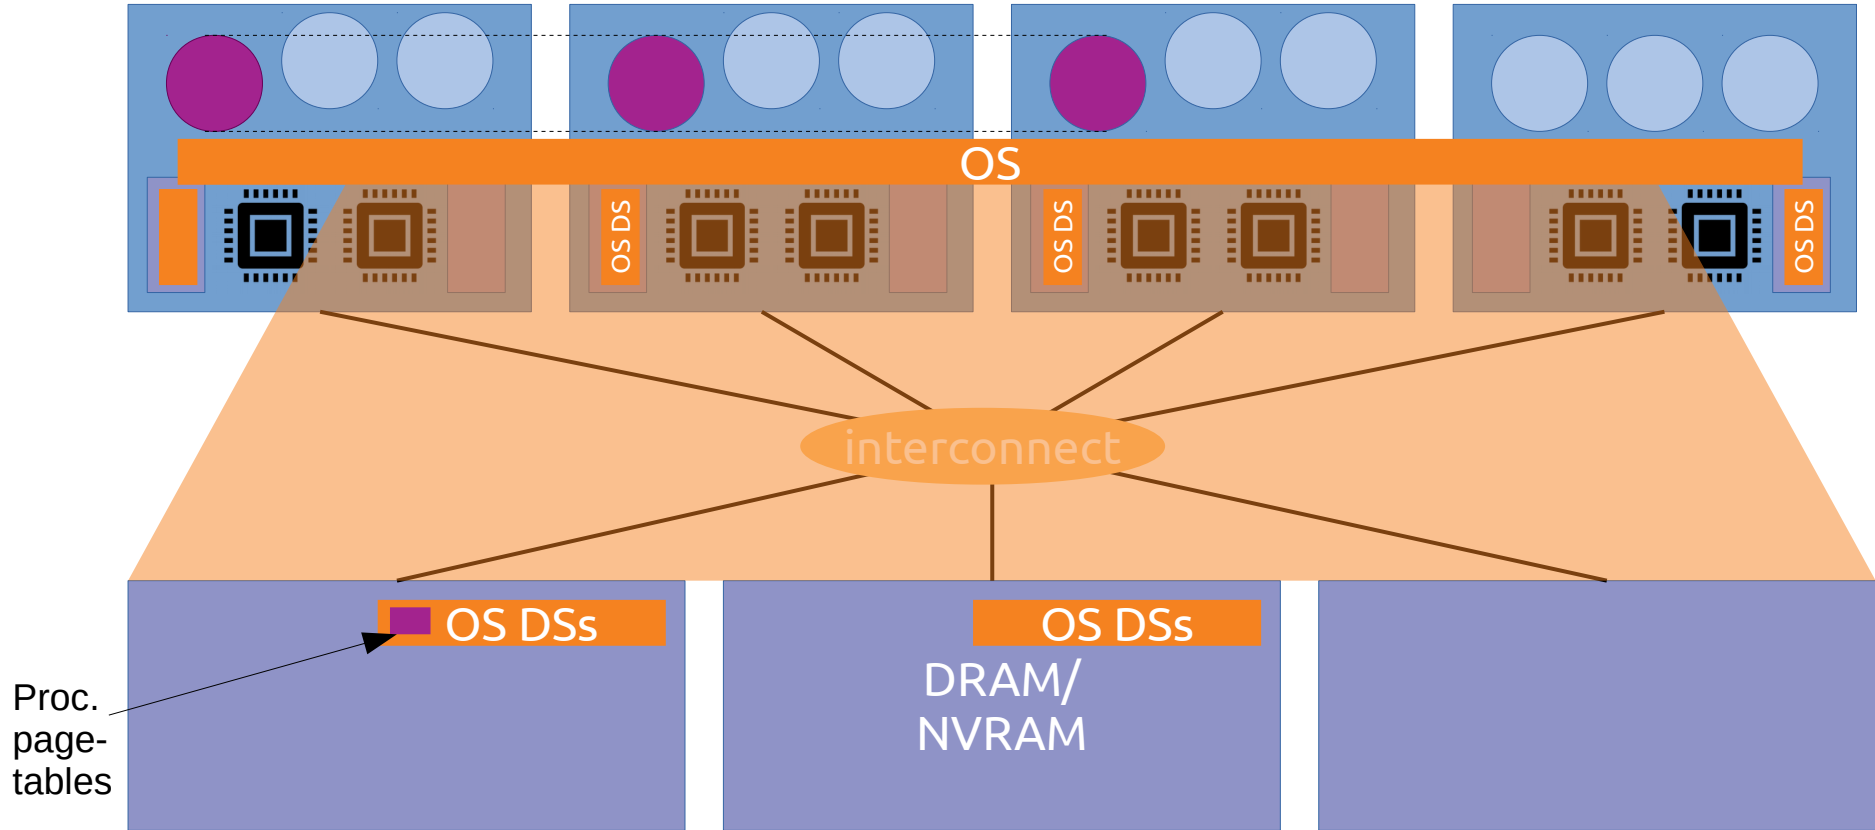 OS
OS DS
OS DS
OS DS
interconnect
OS DSs
OS DSs
DRAM/
NVRAM
Proc.
page-
tables